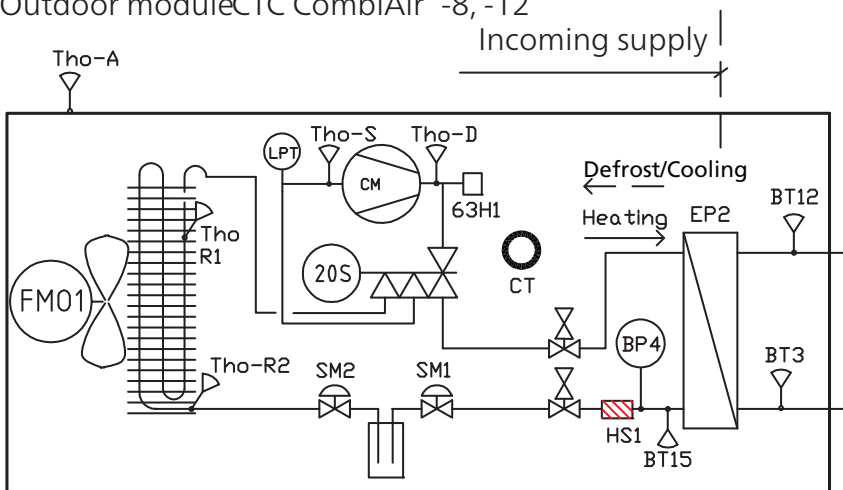 Outdoor moduleCTC CombiAir -8, -12
Incoming supply
Tho-A
LPT
Tho-S
Tho-D
CM
63H1
Defrost/Cooling
Heating
EP2
BT12
Tho
R1
20S
CT
FM01
BP4
BT3
Tho-R2
SM2
SM1
HS1
BT15